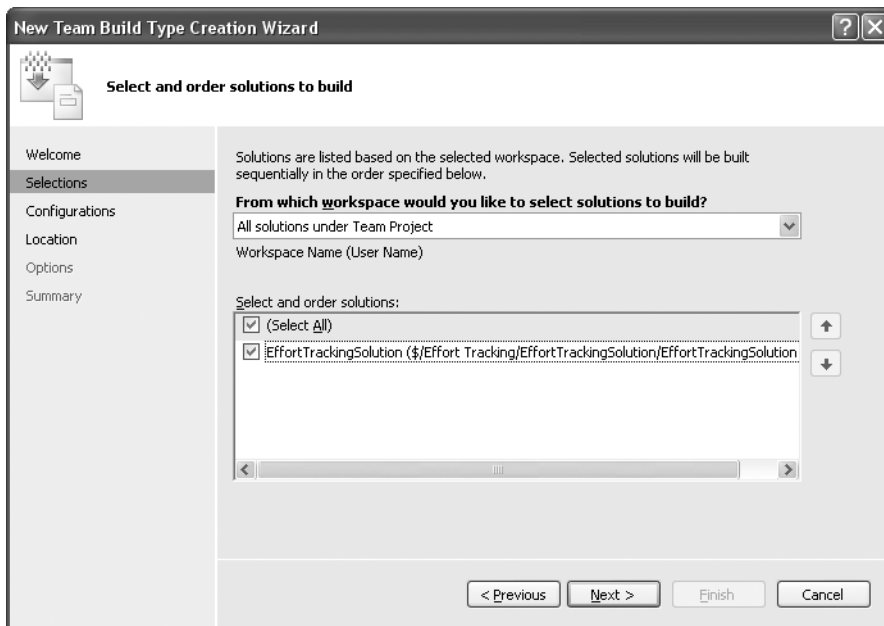 New Team Build Type Creation Wizard
Select and order solutions to build
Welcome
Selections
Configurations
Location
Options
Summary
Solutions are listed based on the selected workspace. Selected solutions will be built
sequentially in the order specified below.
From which workspace would you like to select solutions to build?
All solutions under Team Project
Workspace Name (User Name)
Select and order solutions:
(Select All)
EffortTrackingSolution ($/Effort Tracking/EffortTrackingSolution/EffortTrackingSolution
< Previous
Next >
Finish
Cancel